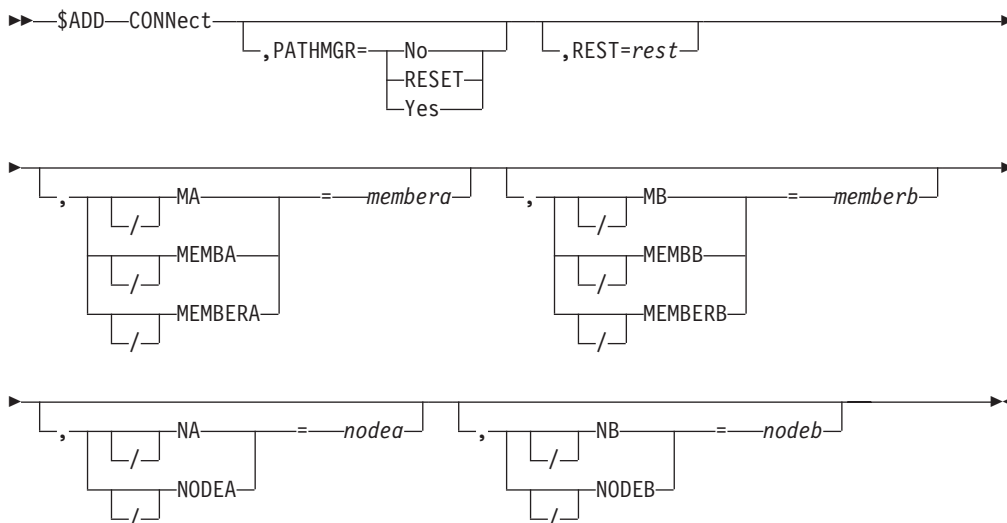 $ADD CONNect ,PATHMGR= No ,REST=rest
RESET
Yes
, / MA = membera , / MB = memberb
/ MEMBA / MEMBB
/ MEMBERA / MEMBERB
, / NA = nodea , / NB = nodeb
/ NODEA / NODEB